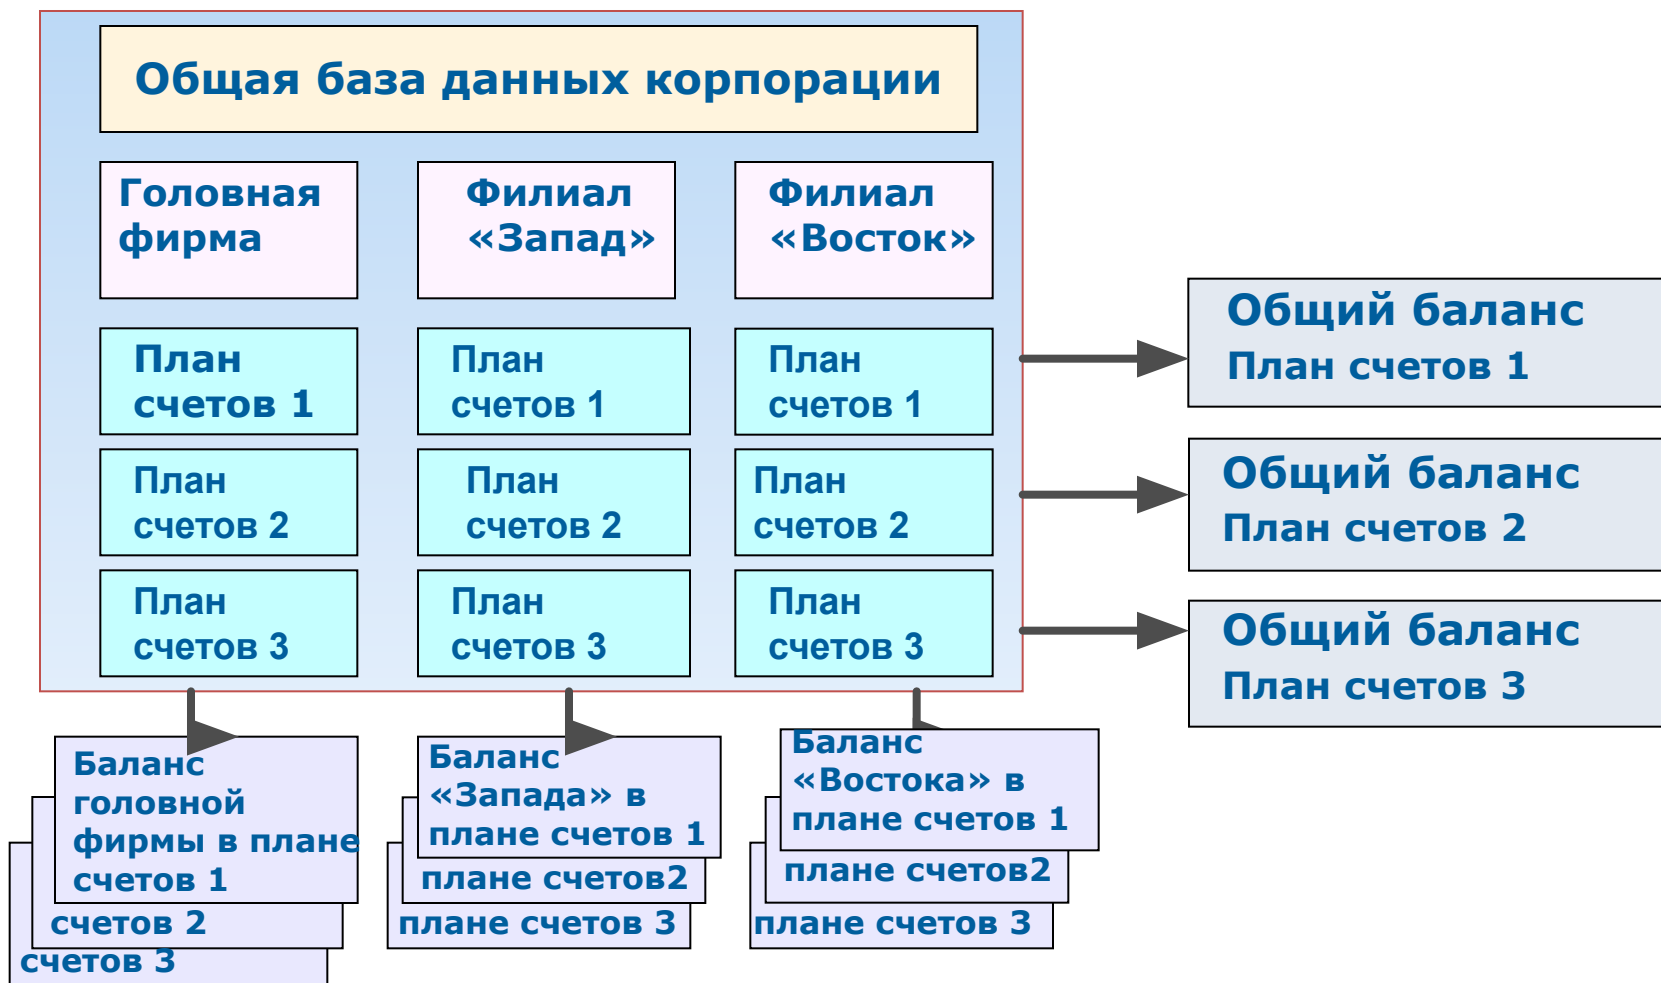 Общая база данных корпорации
Головная
фирма
Филиал
«Запад»
Филиал
«Восток»
План
счетов 1
План
счетов 1
План
счетов 1
План
счетов 2
План
счетов 2
План
счетов 2
План
счетов 3
План
счетов 3
План
счетов 3
Общий баланс
План счетов 1
Общий баланс
План счетов 2
Общий баланс
План счетов 3
Баланс
головной
фирмы в плане
счетов 1
счетов 2
счетов 3
Баланс
«Запада» в
плане счетов 1
плане счетов2
плане счетов 3
Баланс
«Востока» в
плане счетов 1
плане счетов2
плане счетов 3